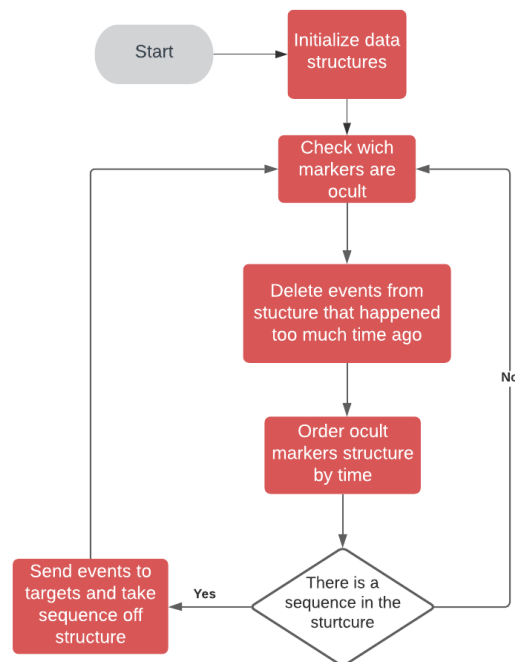 Start
Initialize data
structures
Check wich
markers are
ocult
Delete events from
stucture that happened
too much time ago
No
Order ocult
markers structure
by time
There is a
sequence in the
sturtcure
Yes
Send events to
targets and take
sequence off
structure